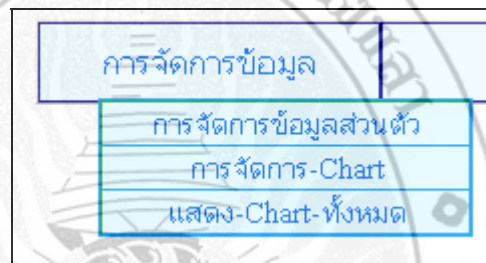 การจัดการข้อมูล
การจัดการข้อมูลส่วนตัว
การจัดการ-Chart
แสดง-Chart-ทั้งหมด